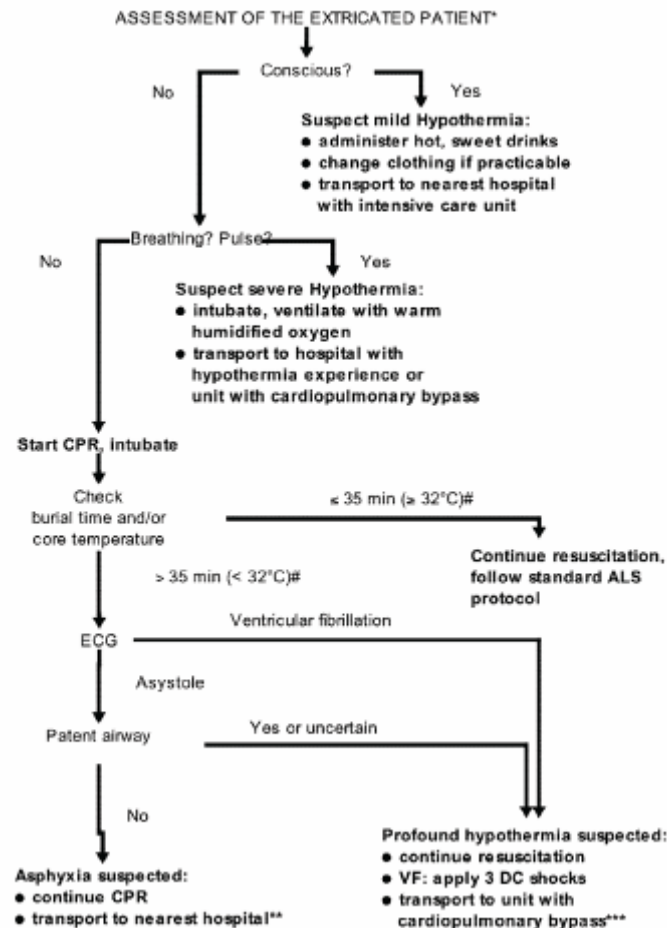 ASSESSMENT OF THE EXTRICATED PATIENT*
Conscious?
No
Yes
Suspect mild Hypothermia:
● administer hot, sweet drinks
● change clothing if practicable
● transport to nearest hospital
with intensive care unit
Breathing? Pulse?
No
Yes
Suspect severe Hypothermia:
● intubate, ventilate with warm
humidified oxygen
● transport to hospital with
hypothermia experience or
unit with cardiopulmonary bypass
Start CPR, intubate
Check
burial time and/or
core temperature
≤ 35 min (≥ 32°C)#
Continue resuscitation,
follow standard ALS
protocol
> 35 min (< 32°C)#
ECG
Ventricular fibrillation
Asystole
Patent airway
Yes or uncertain
No
Asphyxia suspected:
● continue CPR
● transport to nearest hospital**
Profound hypothermia suspected:
● continue resuscitation
● VF: apply 3 DC shocks
● transport to unit with
cardiopulmonary bypass***